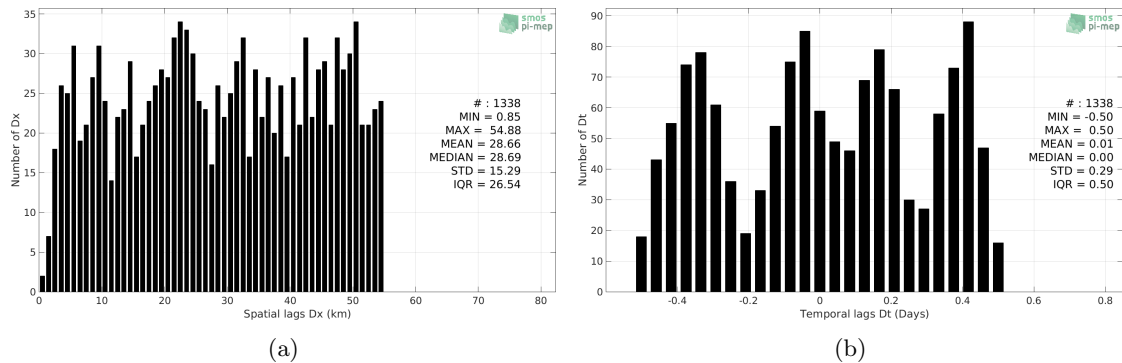 35
30
25
20
15
10
5
0
Number of Dx
0 10 20 30 40 50 60 70 80
Spatial lags Dx (km)
smos
pi-mep
# : 1338
MIN = 0.85
MAX = 54.88
MEAN = 28.66
MEDIAN = 28.69
STD = 15.29
IQR = 26.54
(a)
90
80
70
60
50
40
30
20
10
0
Number of Dt
-0.4 -0.2 0 0.2 0.4 0.6 0.8
Temporal lags Dt (Days)
smos
pi-mep
# : 1338
MIN = -0.50
MAX = 0.50
MEAN = 0.01
MEDIAN = 0.00
STD = 0.29
IQR = 0.50
(b)